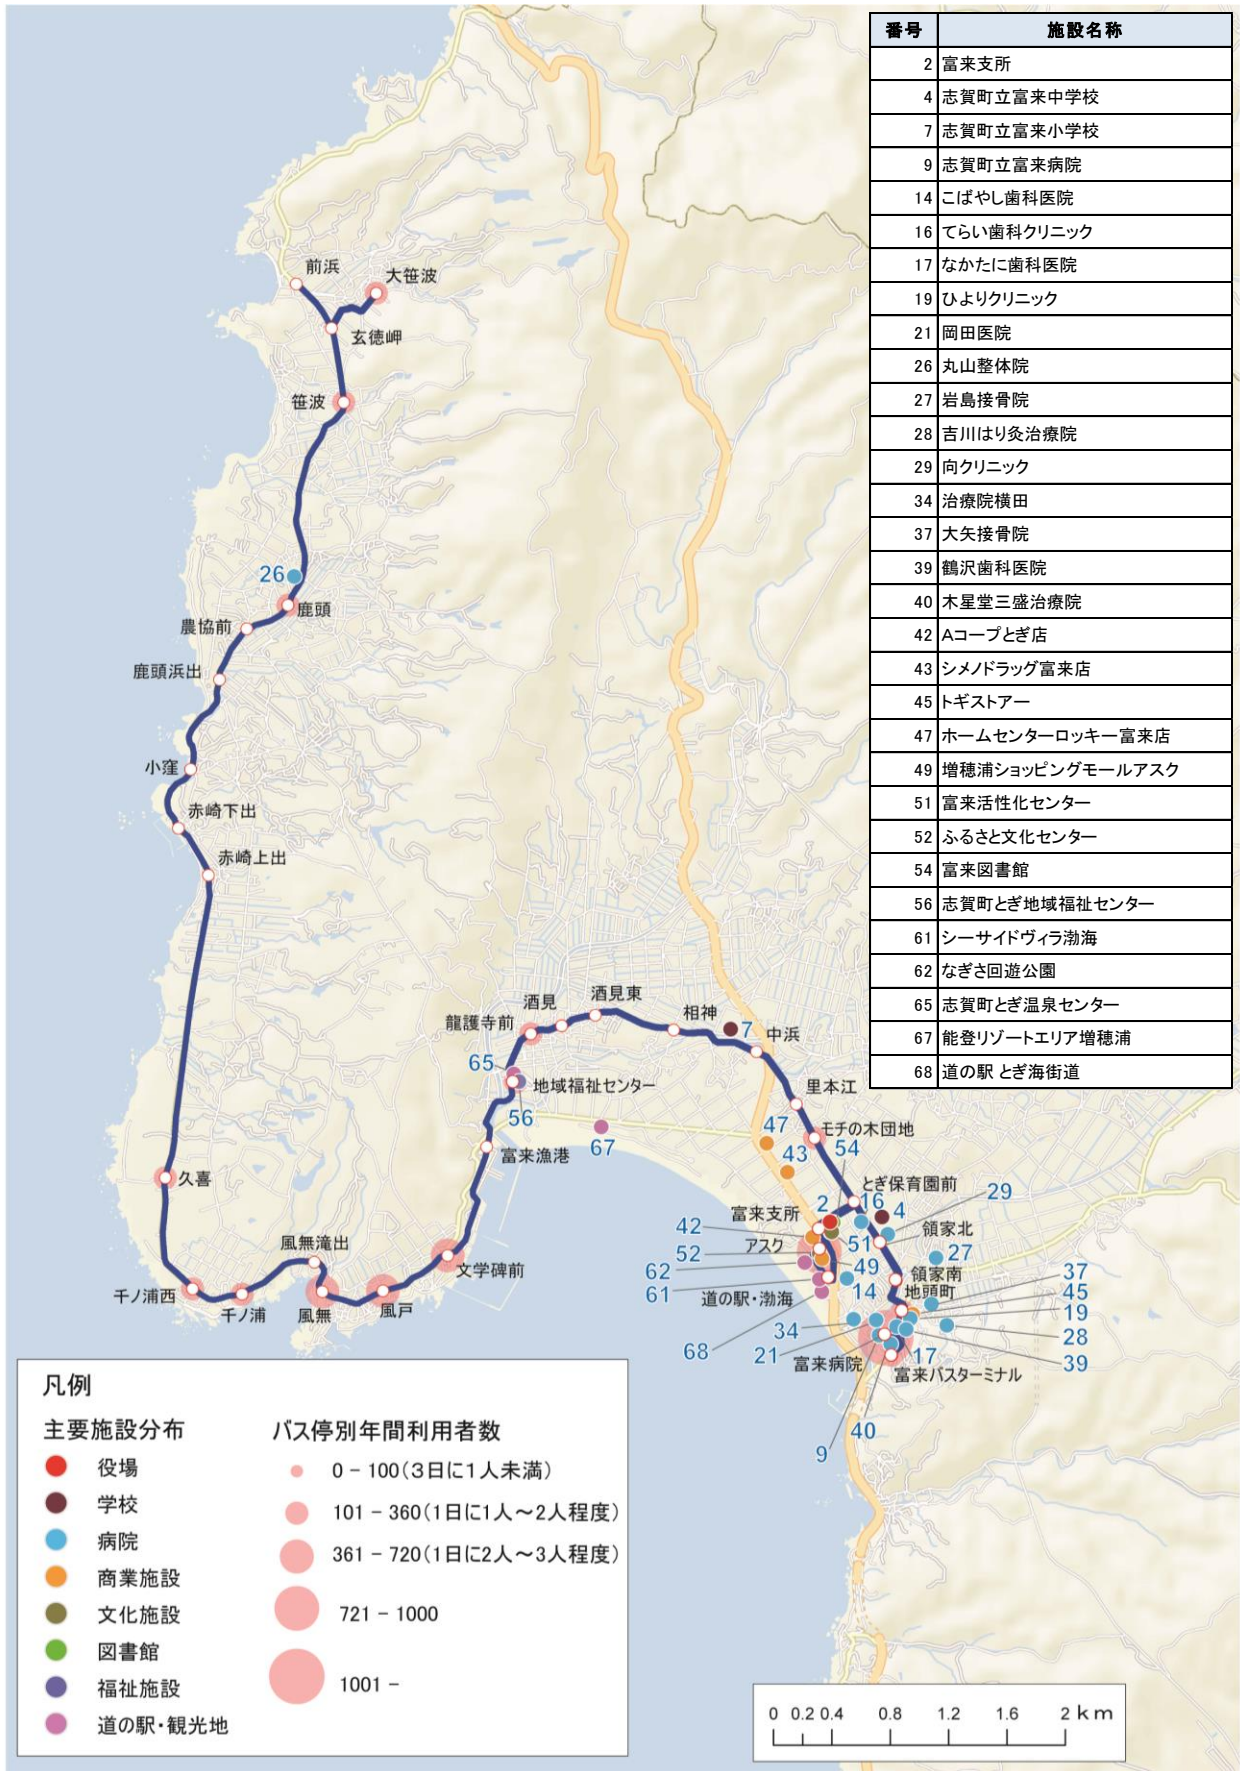 番号 施設名称
2 富来支所
4 志賀町立富来中学校
7 志賀町立富来小学校
9 志賀町立富来病院
14 こばやし歯科医院
16 てらい歯科クリニック
17 なかたに歯科医院
19 ひよりクリニック
21 岡田医院
26 丸山整体院
27 岩島接骨院
28 吉川はり灸治療院
29 向クリニック
34 治療院横田
37 大矢接骨院
39 鶴沢歯科医院
40 木星堂三盛治療院
42 Aコープとぎ店
43 シメノドラッグ富来店
45 トギストアー
47 ホームセンターロッキー富来店
49 増穂浦ショッピングモールアスク
51 富来活性化センター
52 ふるさと文化センター
54 富来図書館
56 志賀町とぎ地域福祉センター
61 シーサイドヴィラ渤海
62 なぎさ回遊公園
65 志賀町とぎ温泉センター
67 能登リゾートエリア増穂浦
68 道の駅 とぎ海街道
前浜
大笹波
玄徳岬
笹波
26
鹿頭
農協前
鹿頭浜出
小窪
赤崎下出
赤崎上出
久喜
千ノ浦西
千ノ浦
風無滝出
風無
風戸
文学碑前
富来漁港
65
56
地域福祉センター
龍護寺前
酒見
酒見東
相神
7
中浜
里本江
モチの木団地
67
47
43
54
とぎ保育園前
2
16
4
29
富来支所
領家北
42
アスク
51
52
49
27
62
領家南
37
61
道の駅・渤海
14
地頭町
45
19
34
28
68
21
富来病院
17
39
富来バスターミナル
40
9
凡例
主要施設分布
役場
学校
病院
商業施設
文化施設
図書館
福祉施設
道の駅・観光地
バス停別年間利用者数
0 - 100(3日に1人未満)
101 - 360(1日に1人～2人程度)
361 - 720(1日に2人～3人程度)
721 - 1000
1001 -
0 0.2 0.4 0.8 1.2 1.6 2 km